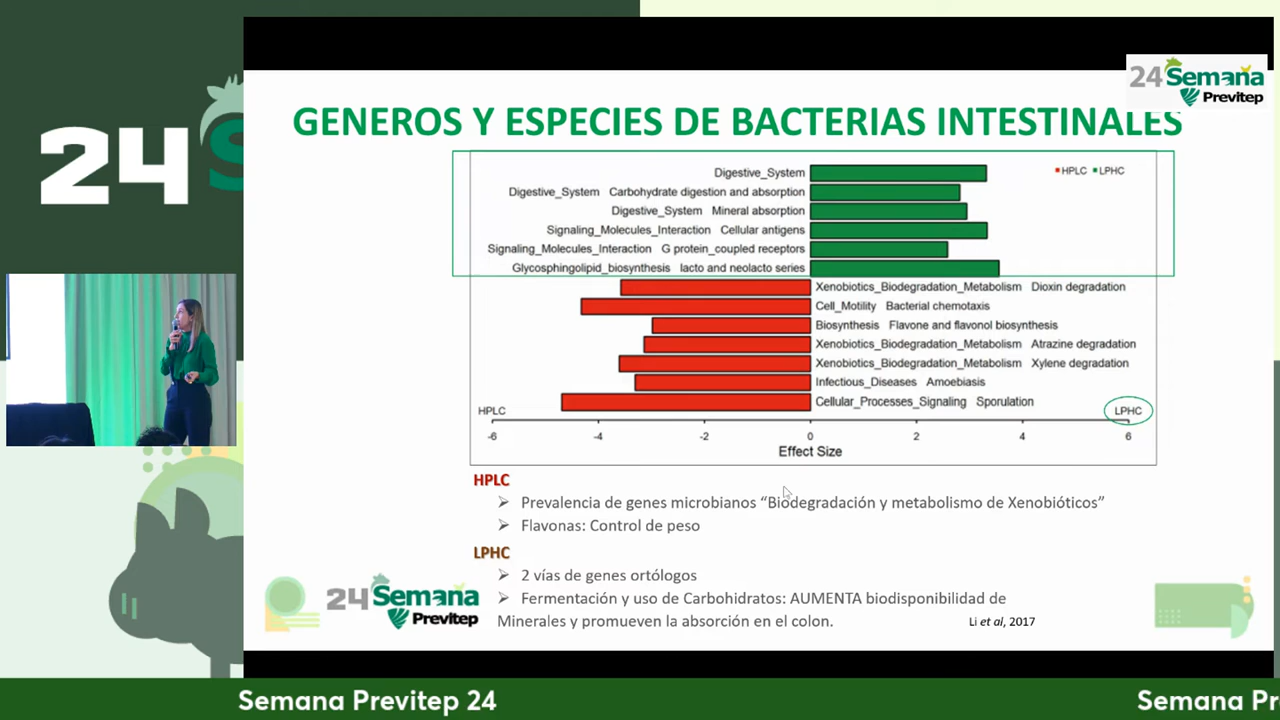 24
24 Semana
Previtep
GENEROS Y ESPECIES DE BACTERIAS INTESTINALES
HPLC LPHC
Digestive_System
Digestive_System Carbohydrate digestion and absorption
Digestive_System Mineral absorption
Signaling_Molecules_Interaction Cellular antigens
Signaling_Molecules_Interaction G protein_coupled receptors
Glycosphingolipid_biosynthesis lacto and neolacto series
Xenobiotics_Biodegradation_Metabolism Dioxin degradation
Cell_Motility Bacterial chemotaxis
Biosynthesis Flavone and flavonol biosynthesis
Xenobiotics_Biodegradation_Metabolism Atrazine degradation
Xenobiotics_Biodegradation_Metabolism Xylene degradation
Infectious_Diseases Amoebiasis
Cellular_Processes_Signaling Sporulation
HPLC LPHC
-6 -4 -2 0 2 4 6
Effect Size
HPLC
Prevalencia de genes microbianos “Biodegradación y metabolismo de Xenobióticos”
Flavonas: Control de peso
LPHC
2 vías de genes ortólogos
Fermentación y uso de Carbohidratos: AUMENTA biodisponibilidad de
Minerales y promueven la absorción en el colon.
Li et al, 2017
24 Semana
Previtep
Semana Previtep 24 Semana Pr